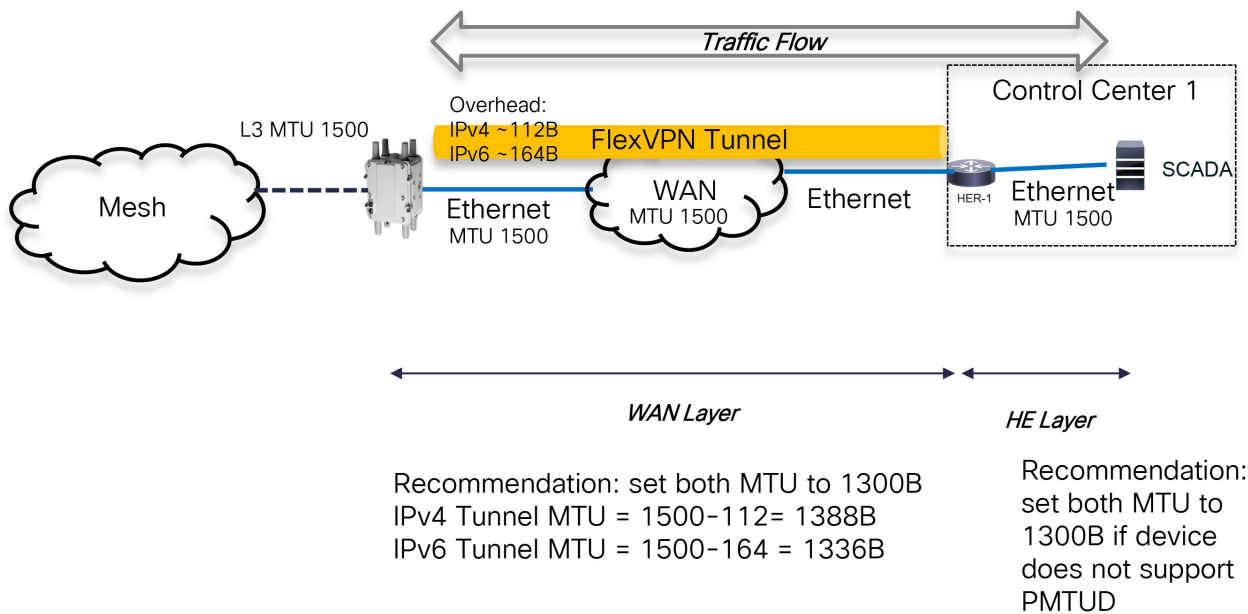 Traffic Flow
Control Center 1
Overhead:
IPv4 ~112B
IPv6 ~164B
L3 MTU 1500
FlexVPN Tunnel
Mesh
Ethernet
MTU 1500
WAN
MTU 1500
Ethernet
HER-1
Ethernet
MTU 1500
SCADA
WAN Layer
HE Layer
Recommendation: set both MTU to 1300B
IPv4 Tunnel MTU = 1500-112= 1388B
IPv6 Tunnel MTU = 1500-164 = 1336B
Recommendation:
set both MTU to
1300B if device
does not support
PMTUD